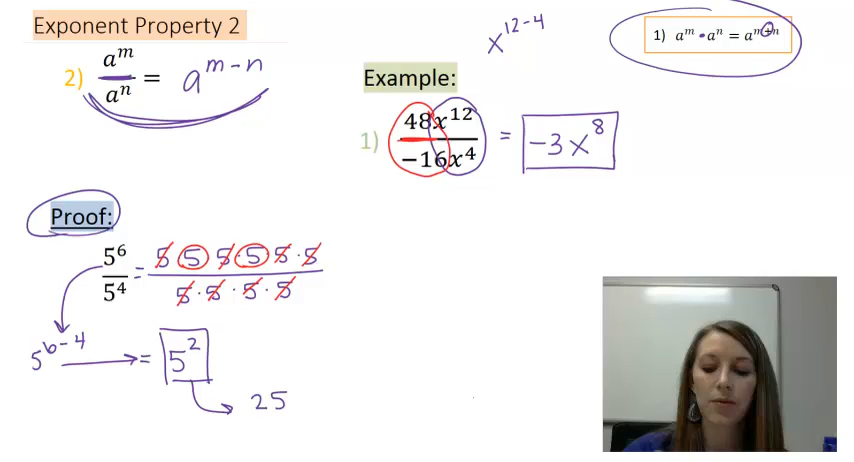 Exponent Property 2
2) a^m / a^n = a^(m-n)
x^(12-4)
1) a^m • a^n = a^(m+n)
Example:
1) 48x^12 / -16x^4 = -3x^8
Proof:
5^6 / 5^4 = 5 5 5 · 5 5 · 5 / 5 · 5 · 5 · 5
5^(6-4) = 5^2
25